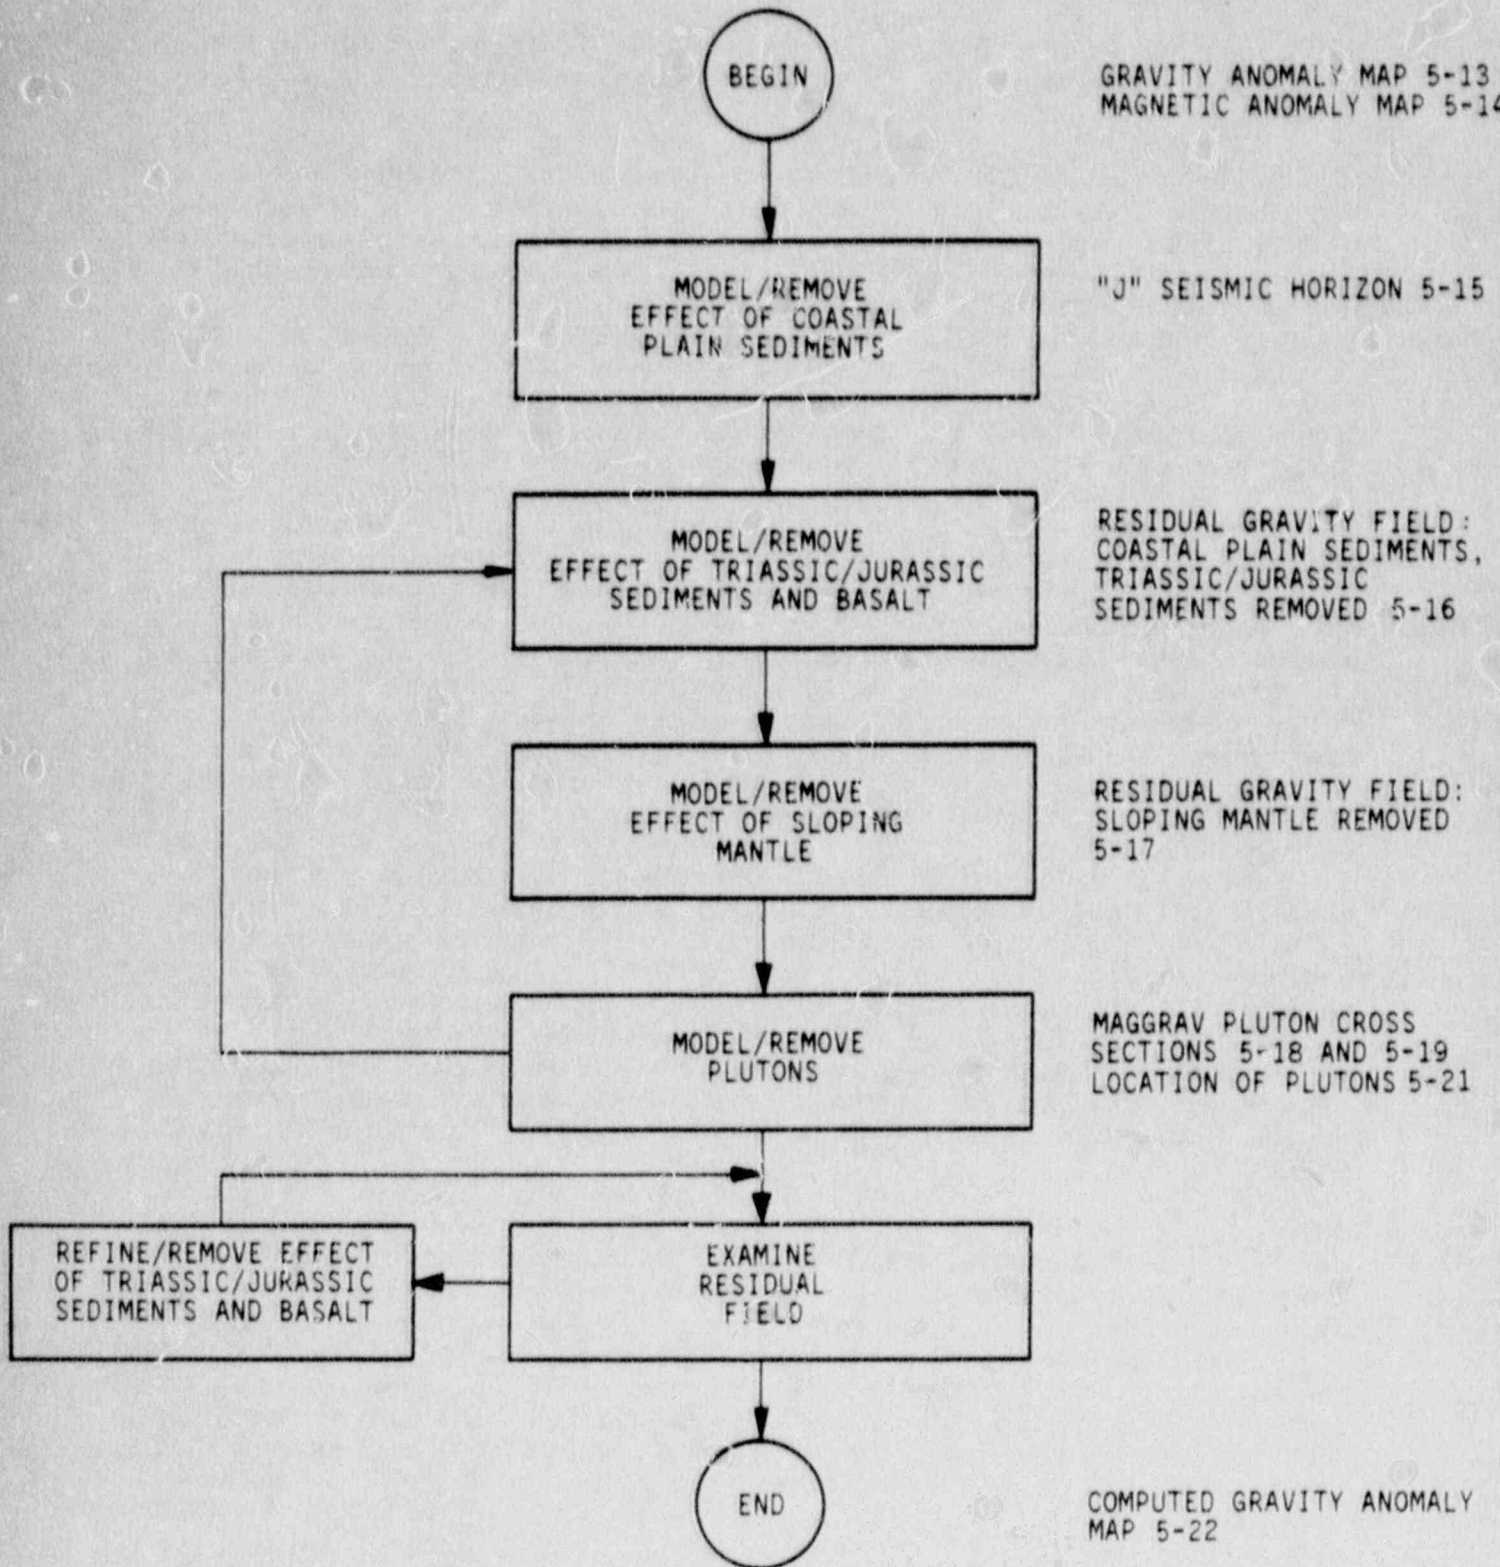 BEGIN
GRAVITY ANOMALY MAP 5-13
MAGNETIC ANOMALY MAP 5-14
MODEL/REMOVE
EFFECT OF COASTAL
PLAIN SEDIMENTS
"J" SEISMIC HORIZON 5-15
MODEL/REMOVE
EFFECT OF TRIASSIC/JURASSIC
SEDIMENTS AND BASALT
RESIDUAL GRAVITY FIELD:
COASTAL PLAIN SEDIMENTS,
TRIASSIC/JURASSIC
SEDIMENTS REMOVED 5-16
MODEL/REMOVE
EFFECT OF SLOPING
MANTLE
RESIDUAL GRAVITY FIELD:
SLOPING MANTLE REMOVED
5-17
MODEL/REMOVE
PLUTONS
MAGGRAV PLUTON CROSS
SECTIONS 5-18 AND 5-19
LOCATION OF PLUTONS 5-21
REFINE/REMOVE EFFECT
OF TRIASSIC/JURASSIC
SEDIMENTS AND BASALT
EXAMINE
RESIDUAL
FIELD
END
COMPUTED GRAVITY ANOMALY
MAP 5-22